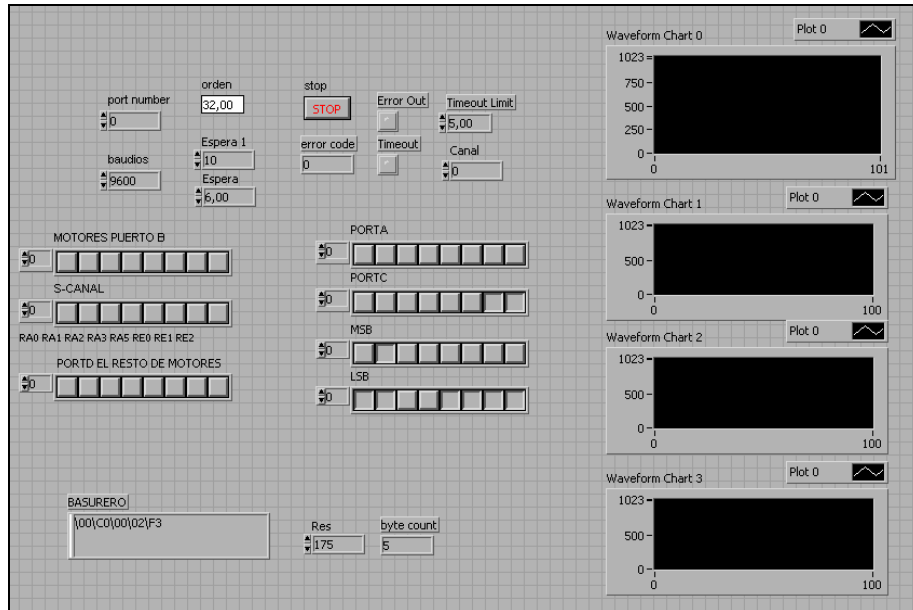 port number
0
baudios
9600
orden
32,00
Espera 1
10
Espera
6,00
stop
STOP
error code
0
Error Out
Timeout
Timeout Limit
5,00
Canal
0
MOTORES PUERTO B
0
S-CANAL
0
RA0 RA1 RA2 RA3 RA5 RE0 RE1 RE2
PORTD EL RESTO DE MOTORES
0
PORTA
0
PORTC
0
MSB
0
LSB
0
BASURERO
\00\C0\00\02\F3
Res
175
byte count
5
Waveform Chart 0
Plot 0
1023
750
500
250
0
0 101
Waveform Chart 1
Plot 0
1023
500
0
0 100
Waveform Chart 2
Plot 0
1023
500
0
0 100
Waveform Chart 3
Plot 0
1023
500
0
0 100